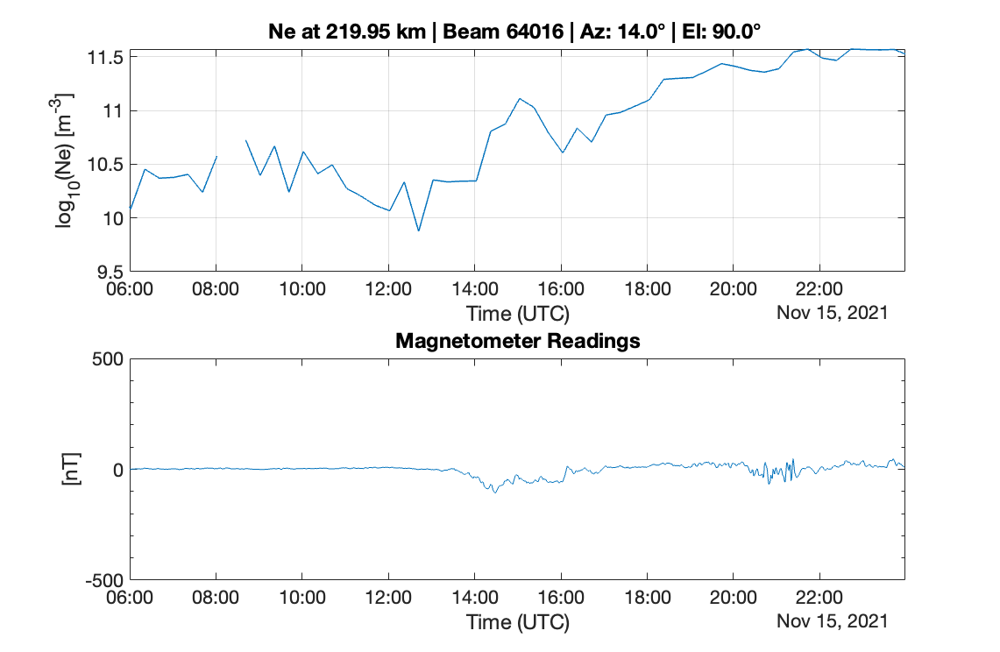 Ne at 219.95 km | Beam 64016 | Az: 14.0° | El: 90.0°
log10(Ne) [m-3]
11.5
11
10.5
10
9.5
06:00 08:00 10:00 12:00 14:00 16:00 18:00 20:00 22:00
Time (UTC)
Nov 15, 2021
Magnetometer Readings
[nT]
500
0
-500
06:00 08:00 10:00 12:00 14:00 16:00 18:00 20:00 22:00
Time (UTC)
Nov 15, 2021